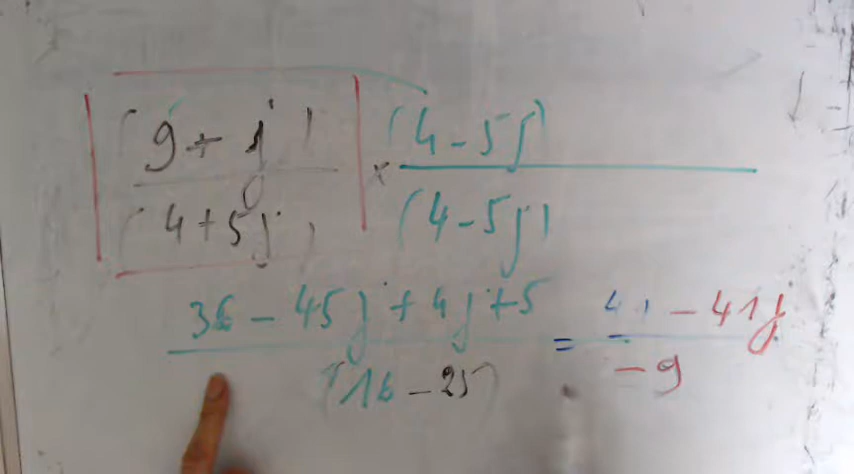 (9+j) × (4-5j)
(4+5j) (4-5j)
36-45j+4j+5 = 41-41j
(16-25) -9